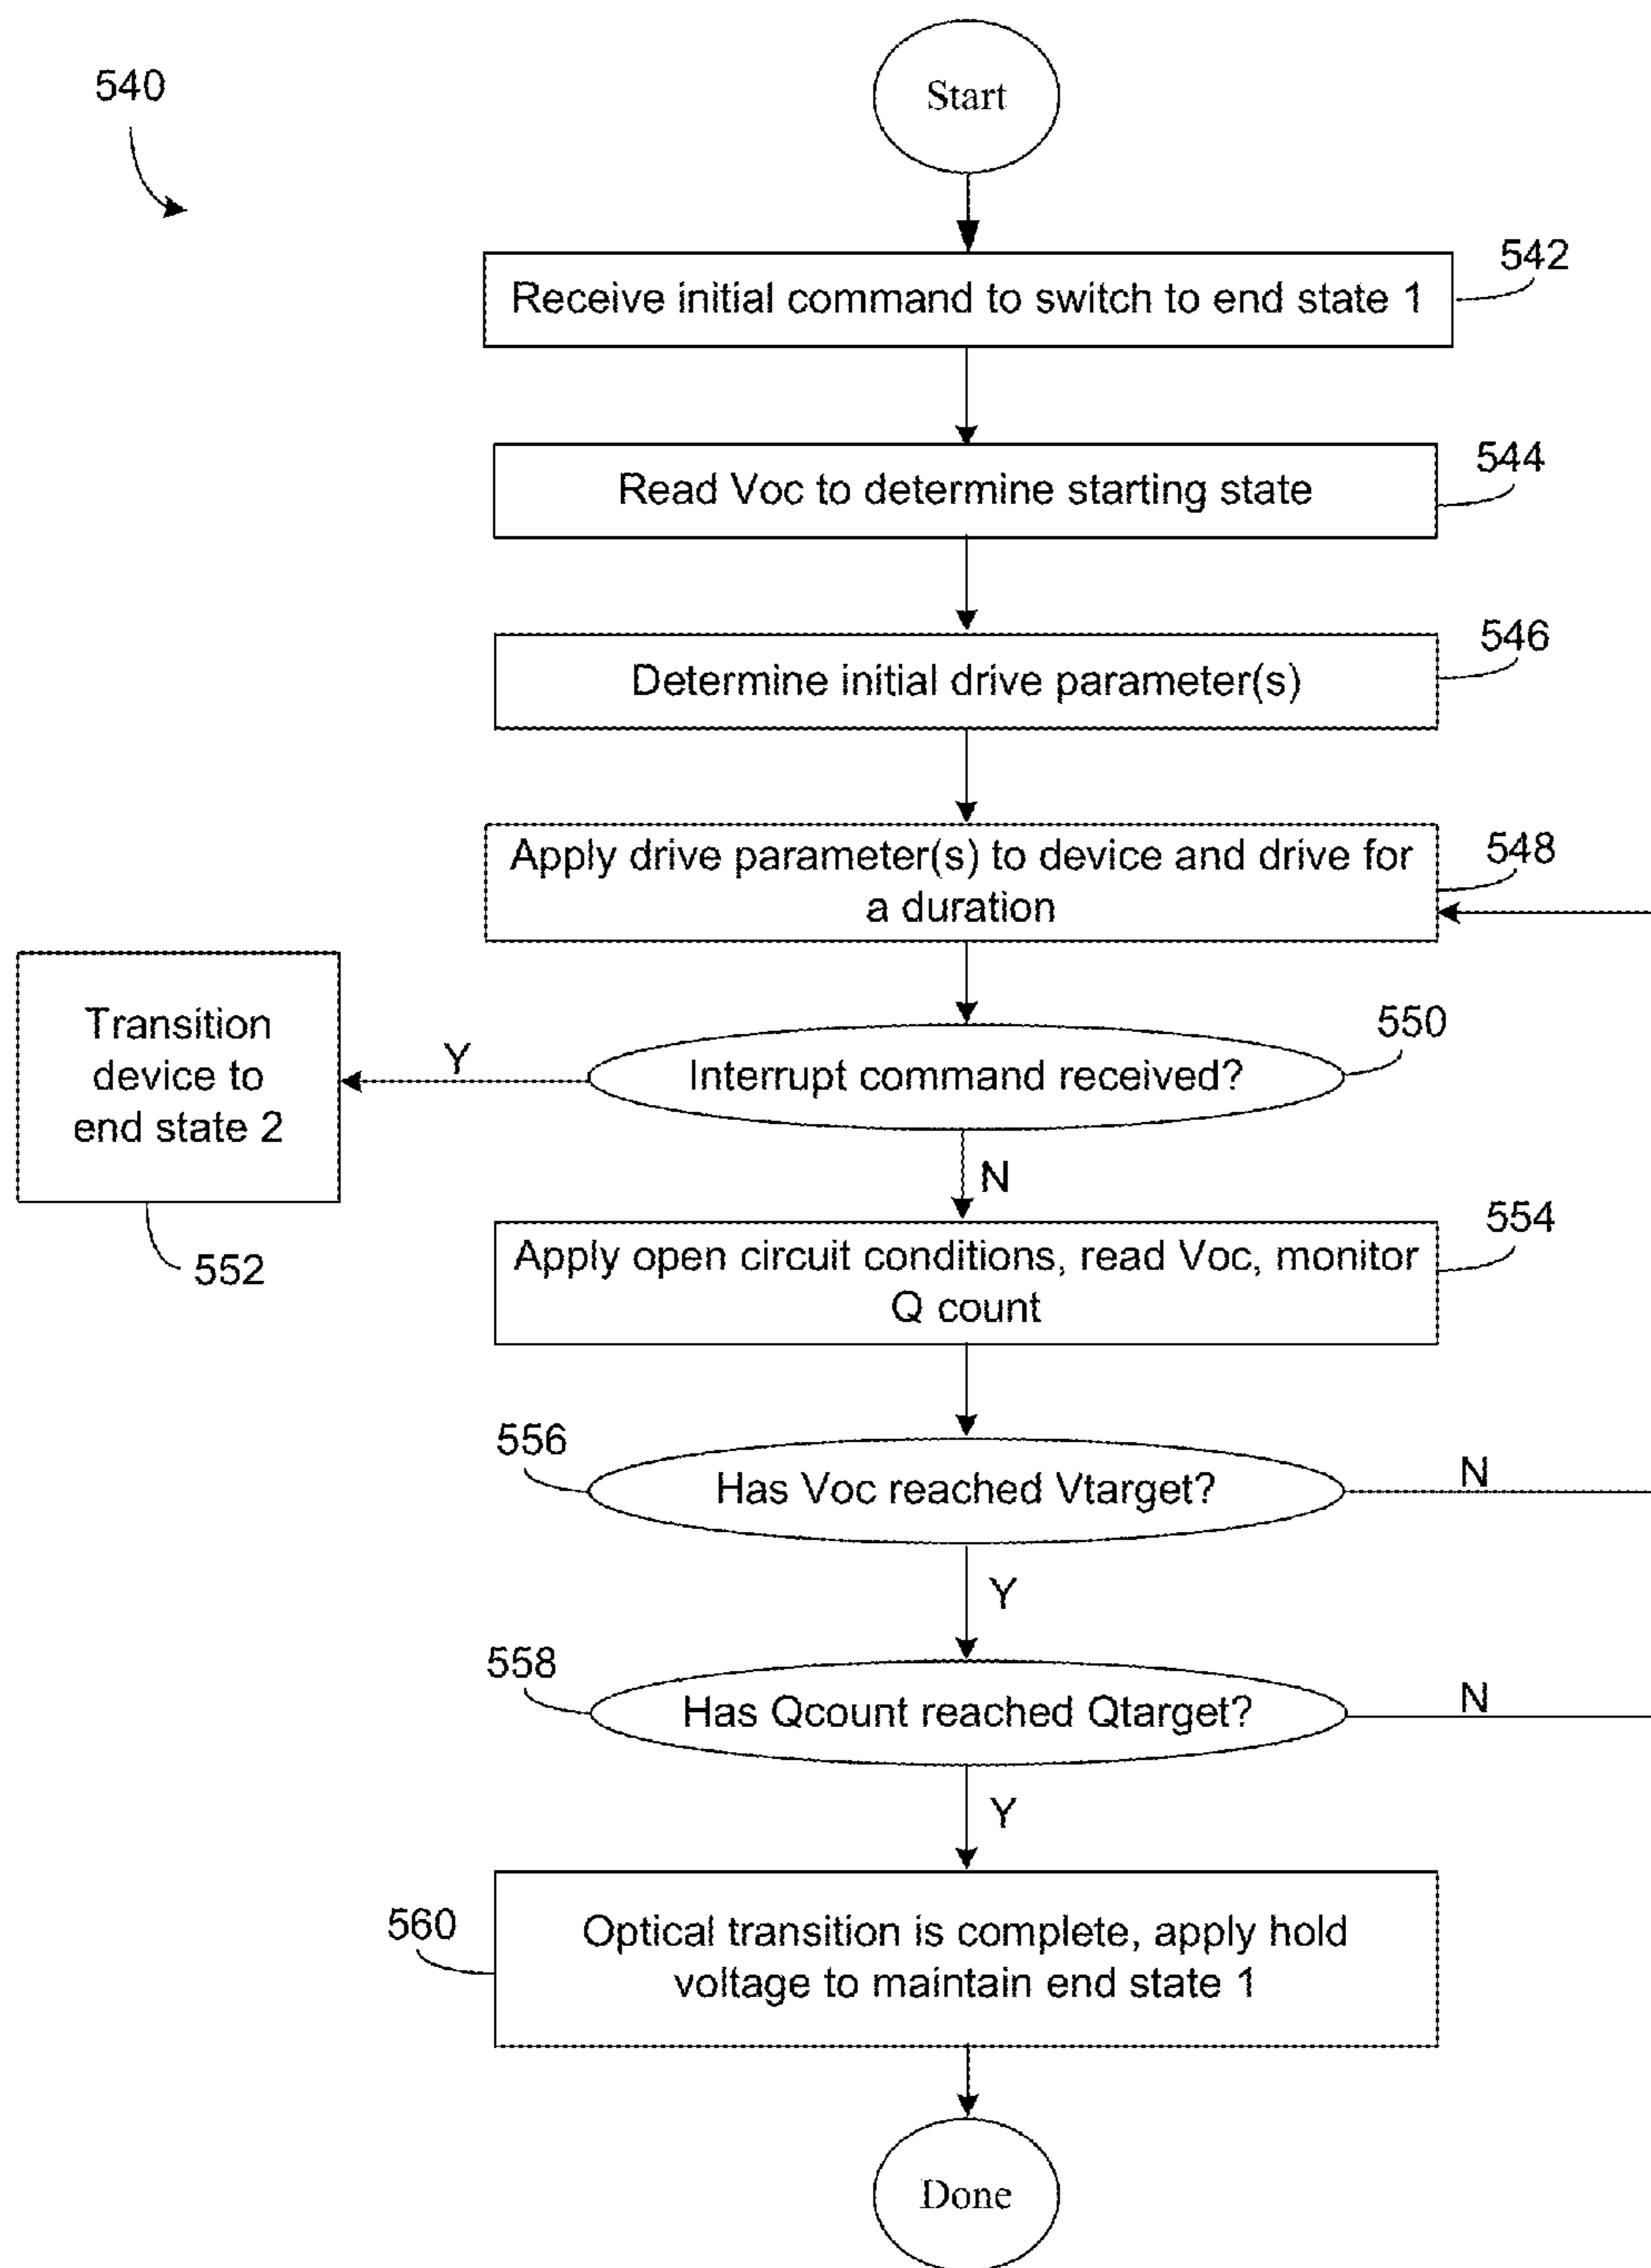 540
Start
542
Receive initial command to switch to end state 1
544
Read Voc to determine starting state
546
Determine initial drive parameter(s)
548
Apply drive parameter(s) to device and drive for
a duration
550
Interrupt command received?
Y
Transition
device to
end state 2
552
N
554
Apply open circuit conditions, read Voc, monitor
Q count
556
Has Voc reached Vtarget?
N
Y
558
Has Qcount reached Qtarget?
N
Y
560
Optical transition is complete, apply hold
voltage to maintain end state 1
Done